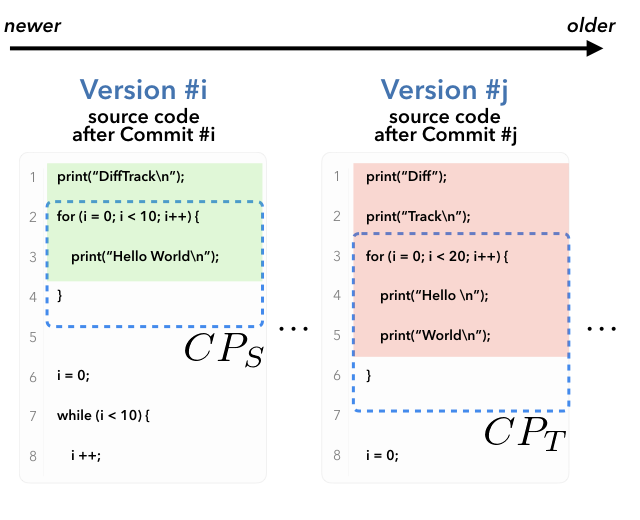 newer older
Version #i
source code
after Commit #i
1 print(“DiffTrack\n”);
2 for (i = 0; i < 10; i++) {
3 print(“Hello World\n”);
4 }
5
6 i = 0;
7 while (i < 10) {
8 i ++;
CP_S
...
Version #j
source code
after Commit #j
1 print(“Diff”);
2 print(“Track\n”);
3 for (i = 0; i < 20; i++) {
4 print(“Hello \n”);
5 print(“World\n”);
6 }
7
8 i = 0;
CP_T
...